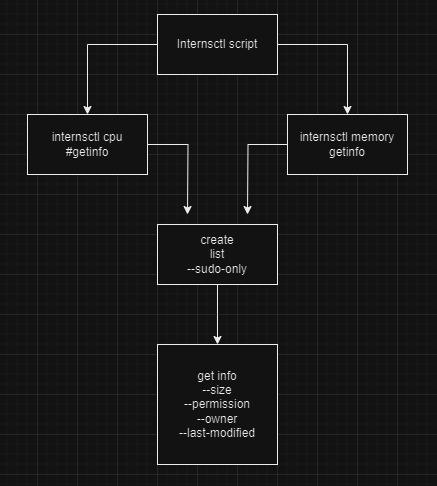 Internsctl script
internsctl cpu
#getinfo
internsctl memory
getinfo
create
list
--sudo-only
get info
--size
--permission
--owner
--last-modified